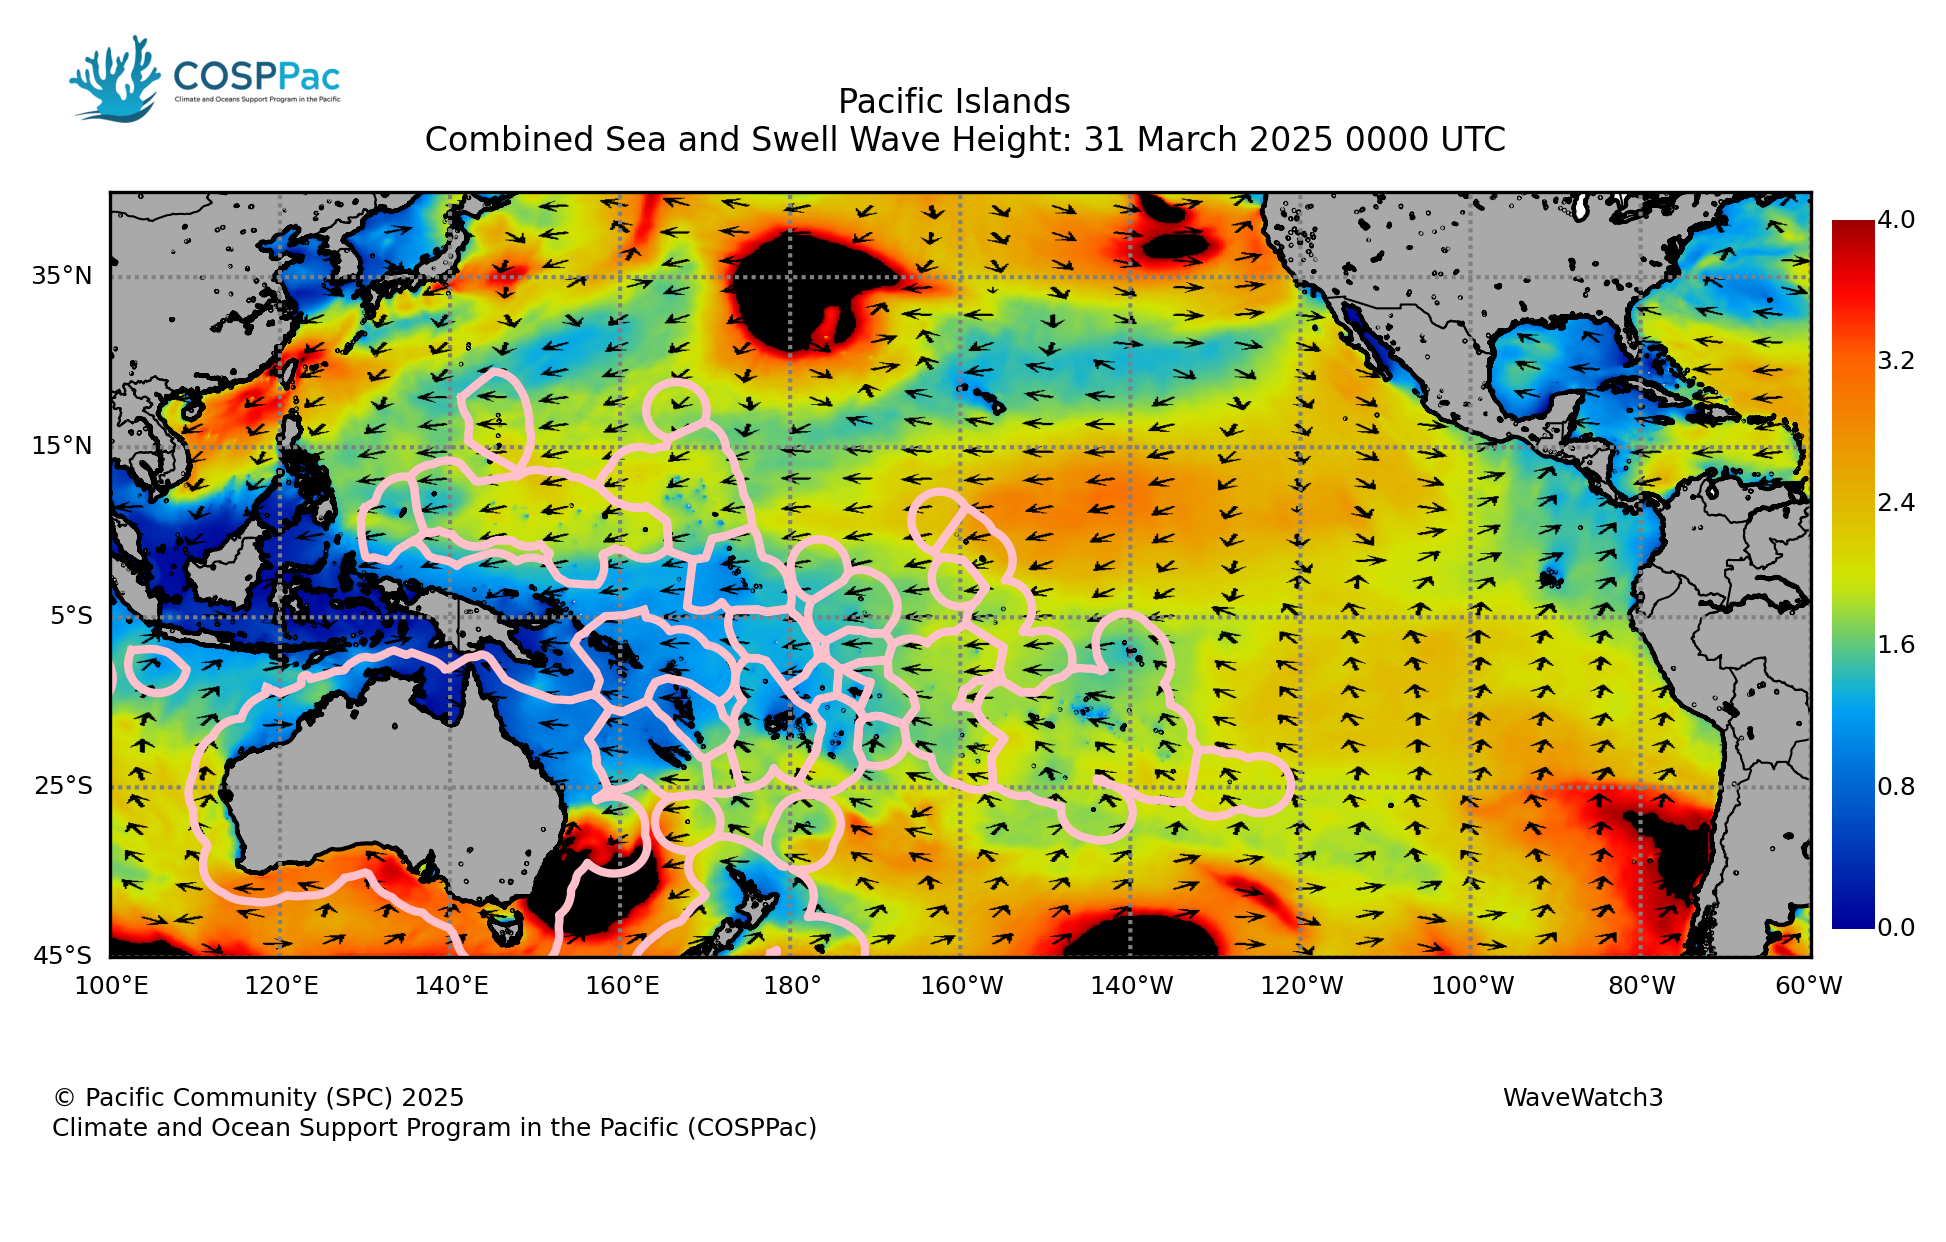 COSPPac
Climate and Oceans Support Program in the Pacific
Pacific Islands
Combined Sea and Swell Wave Height: 31 March 2025 0000 UTC
35°N
15°N
5°S
25°S
45°S
100°E 120°E 140°E 160°E 180° 160°W 140°W 120°W 100°W 80°W 60°W
4.0
3.2
2.4
1.6
0.8
0.0
© Pacific Community (SPC) 2025
Climate and Ocean Support Program in the Pacific (COSPPac)
WaveWatch3